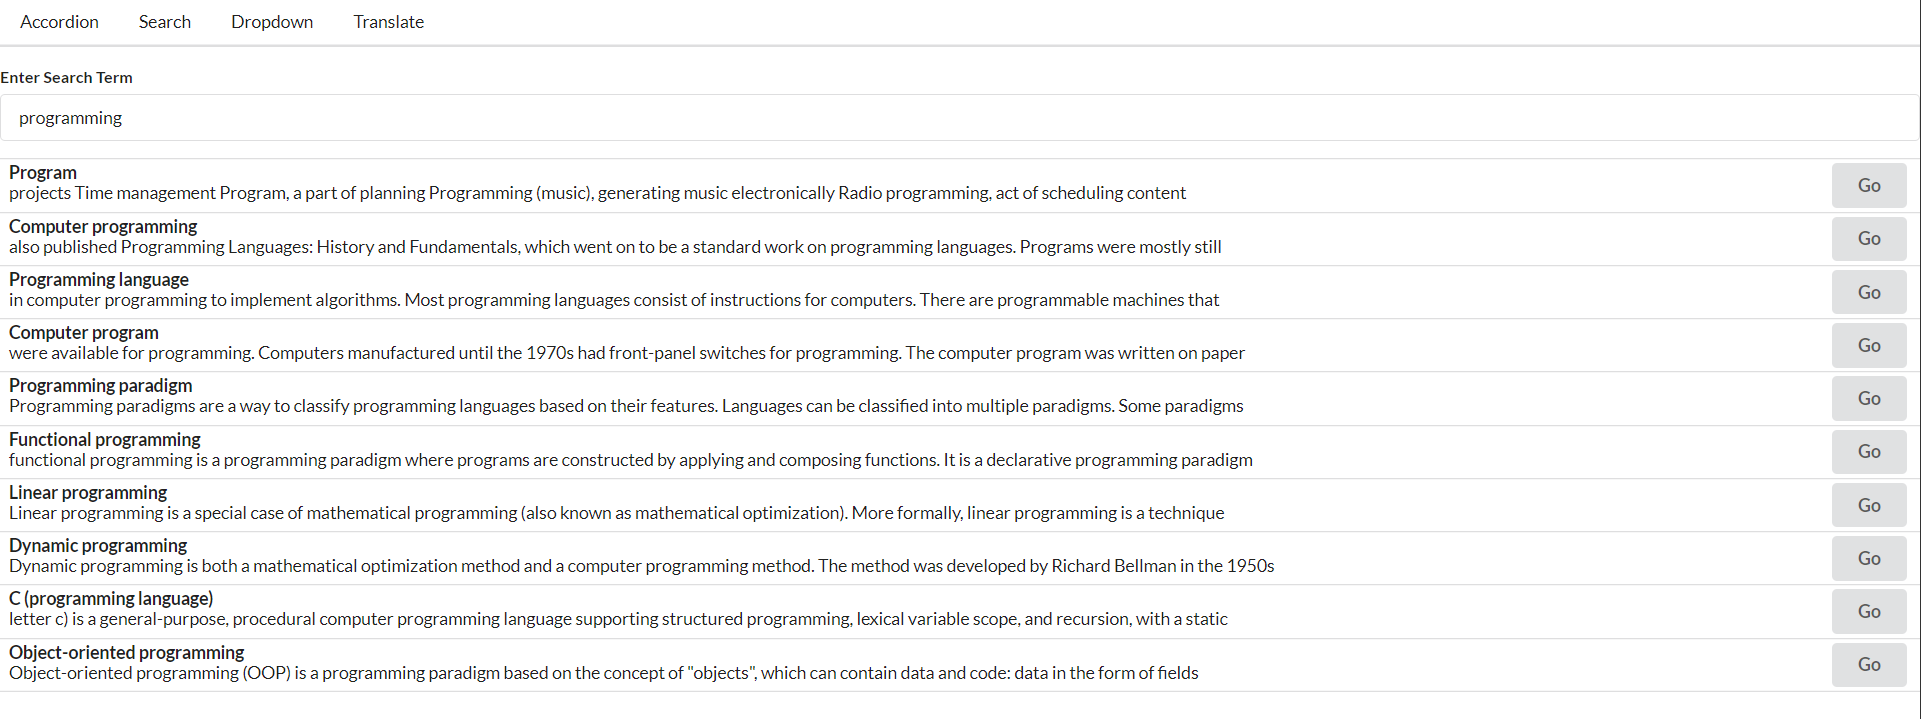 Accordion Search Dropdown Translate
Enter Search Term
programming
Program
projects Time management Program, a part of planning Programming (music), generating music electronically Radio programming, act of scheduling content
Go
Computer programming
also published Programming Languages: History and Fundamentals, which went on to be a standard work on programming languages. Programs were mostly still
Go
Programming language
in computer programming to implement algorithms. Most programming languages consist of instructions for computers. There are programmable machines that
Go
Computer program
were available for programming. Computers manufactured until the 1970s had front-panel switches for programming. The computer program was written on paper
Go
Programming paradigm
Programming paradigms are a way to classify programming languages based on their features. Languages can be classified into multiple paradigms. Some paradigms
Go
Functional programming
functional programming is a programming paradigm where programs are constructed by applying and composing functions. It is a declarative programming paradigm
Go
Linear programming
Linear programming is a special case of mathematical programming (also known as mathematical optimization). More formally, linear programming is a technique
Go
Dynamic programming
Dynamic programming is both a mathematical optimization method and a computer programming method. The method was developed by Richard Bellman in the 1950s
Go
C (programming language)
letter c) is a general-purpose, procedural computer programming language supporting structured programming, lexical variable scope, and recursion, with a static
Go
Object-oriented programming
Object-oriented programming (OOP) is a programming paradigm based on the concept of "objects", which can contain data and code: data in the form of fields
Go